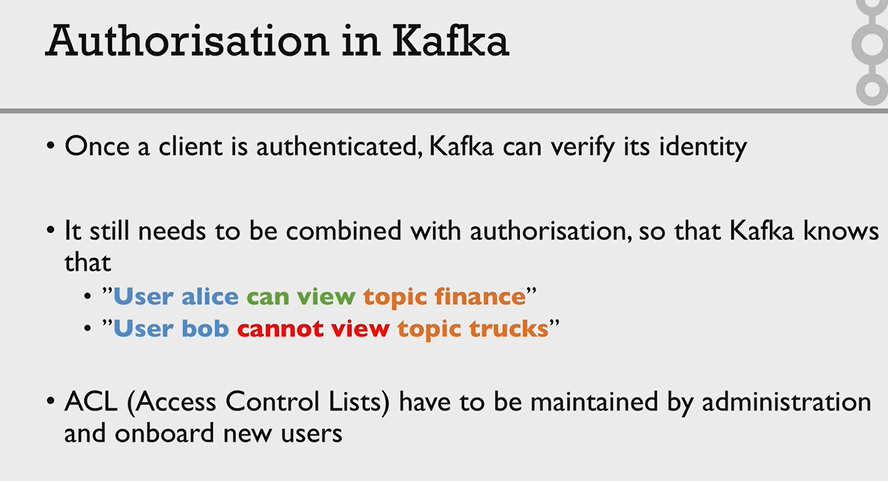 Authorisation in Kafka
• Once a client is authenticated, Kafka can verify its identity
• It still needs to be combined with authorisation, so that Kafka knows
that
• ”User alice can view topic finance”
• ”User bob cannot view topic trucks”
• ACL (Access Control Lists) have to be maintained by administration
and onboard new users